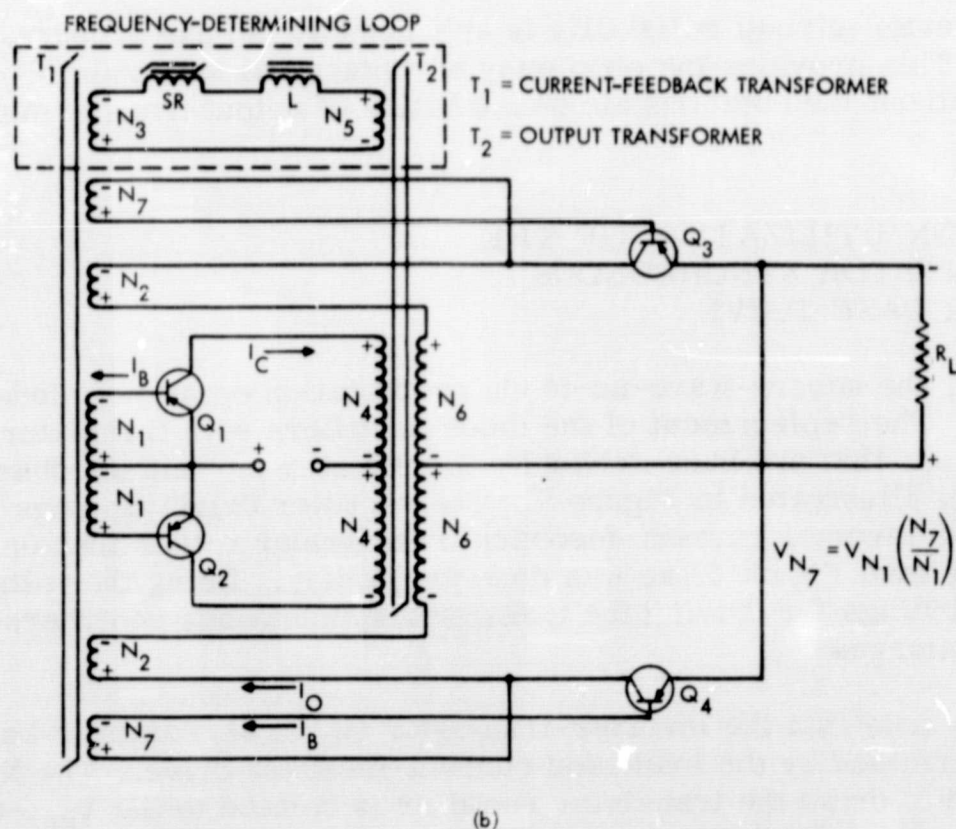 FREQUENCY-DETERMINING LOOP
T1
T2
SR
L
N3
N5
T1 = CURRENT-FEEDBACK TRANSFORMER
T2 = OUTPUT TRANSFORMER
N7
Q3
N2
IC
IB
Q1
N1
N4
N6
RL
N1
N4
N6
Q2
VN7 = VN1 (N7/N1)
N2
IO
Q4
N7
IB
(b)